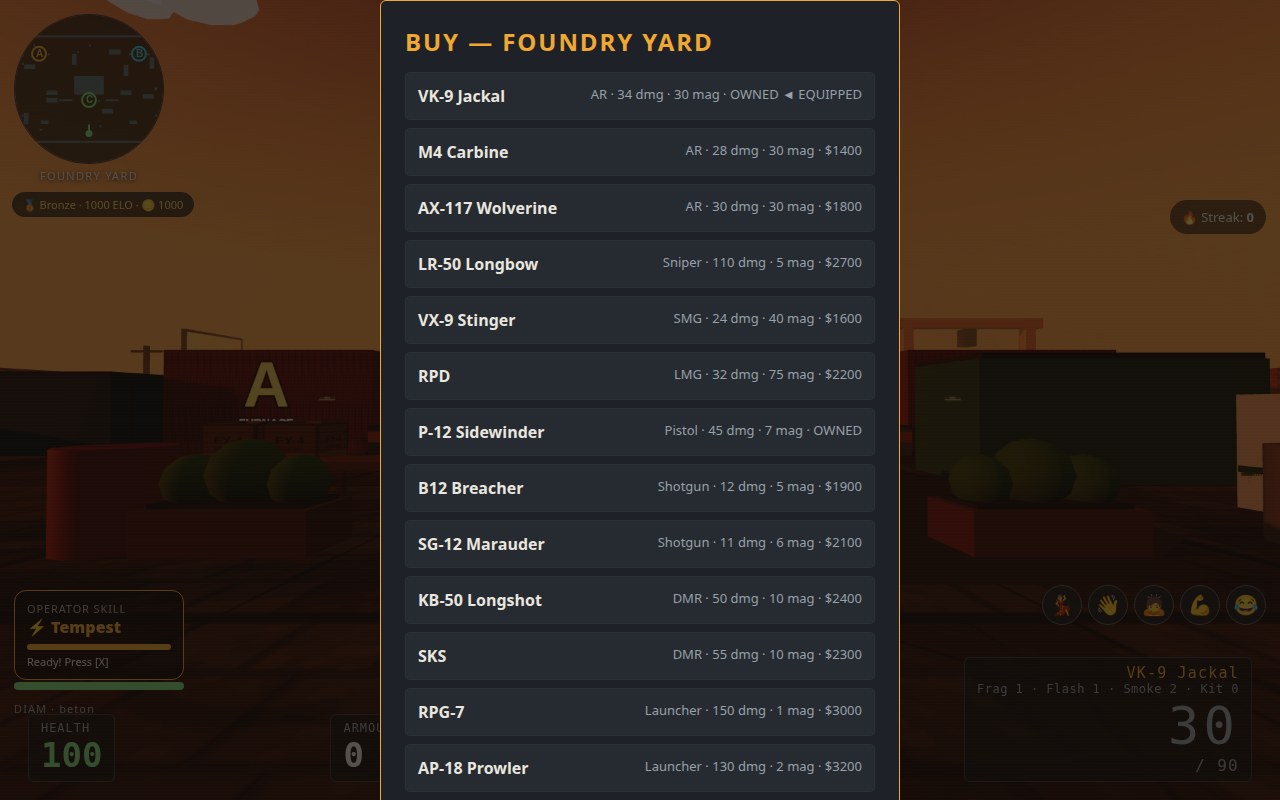 BUY — FOUNDRY YARD
VK-9 Jackal AR · 34 dmg · 30 mag · OWNED ◄ EQUIPPED
M4 Carbine AR · 28 dmg · 30 mag · $1400
AX-117 Wolverine AR · 30 dmg · 30 mag · $1800
LR-50 Longbow Sniper · 110 dmg · 5 mag · $2700
VX-9 Stinger SMG · 24 dmg · 40 mag · $1600
RPD LMG · 32 dmg · 75 mag · $2200
P-12 Sidewinder Pistol · 45 dmg · 7 mag · OWNED
B12 Breacher Shotgun · 12 dmg · 5 mag · $1900
SG-12 Marauder Shotgun · 11 dmg · 6 mag · $2100
KB-50 Longshot DMR · 50 dmg · 10 mag · $2400
SKS DMR · 55 dmg · 10 mag · $2300
RPG-7 Launcher · 150 dmg · 1 mag · $3000
AP-18 Prowler Launcher · 130 dmg · 2 mag · $3200
A
B
C
FOUNDRY YARD
Bronze · 1000 ELO · 1000
Streak: 0
A
OPERATOR SKILL
⚡ Tempest
Ready! Press [X]
DIAM · beton
HEALTH
100
ARMOU
0
VK-9 Jackal
Frag 1 · Flash 1 · Smoke 2 · Kit 0
30
/ 90